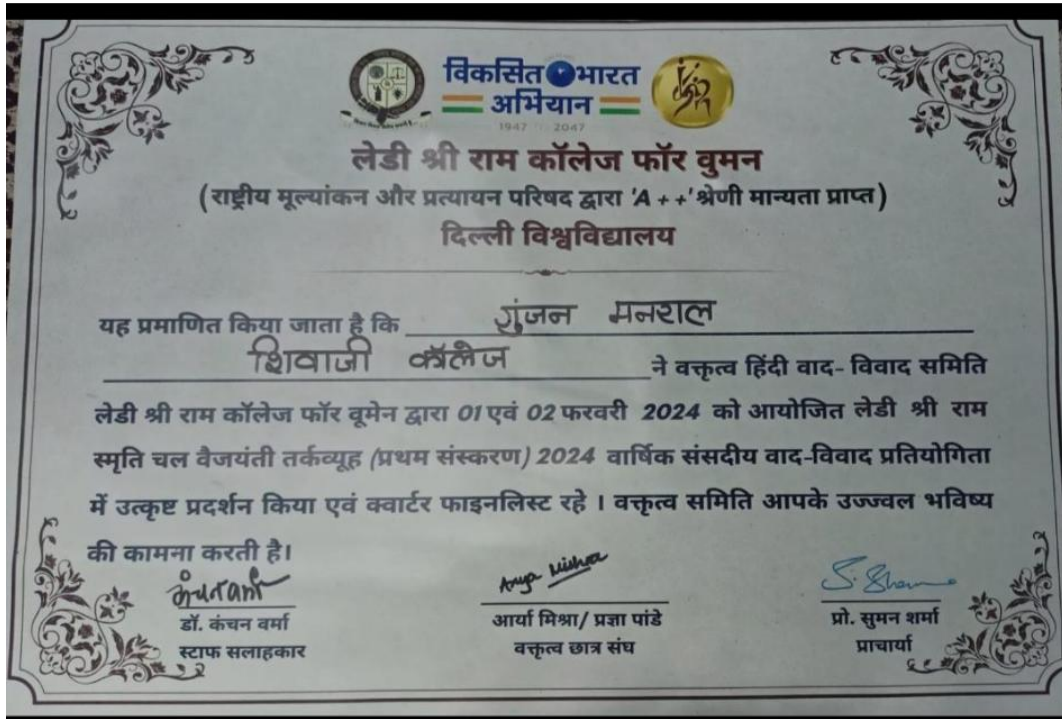 विकसित भारत
अभियान
1947 2047
लेडी श्री राम कॉलेज फॉर वुमन
(राष्ट्रीय मूल्यांकन और प्रत्यायन परिषद द्वारा 'A ++' श्रेणी मान्यता प्राप्त)
दिल्ली विश्वविद्यालय
यह प्रमाणित किया जाता है कि गुंजन मनराल
शिवाजी कॉलेज ने वक्तृत्व हिंदी वाद- विवाद समिति
लेडी श्री राम कॉलेज फॉर वूमेन द्वारा 01 एवं 02 फरवरी 2024 को आयोजित लेडी श्री राम
स्मृति चल वैजयंती तर्कव्यूह (प्रथम संस्करण) 2024 वार्षिक संसदीय वाद-विवाद प्रतियोगिता
में उत्कृष्ट प्रदर्शन किया एवं क्वार्टर फाइनलिस्ट रहे । वक्तृत्व समिति आपके उज्ज्वल भविष्य
की कामना करती है।
Arya Mishra
S. Sharma
डॉ. कंचन वर्मा
आर्या मिश्रा/ प्रज्ञा पांडे
प्रो. सुमन शर्मा
स्टाफ सलाहकार
वक्तृत्व छात्र संघ
प्राचार्या